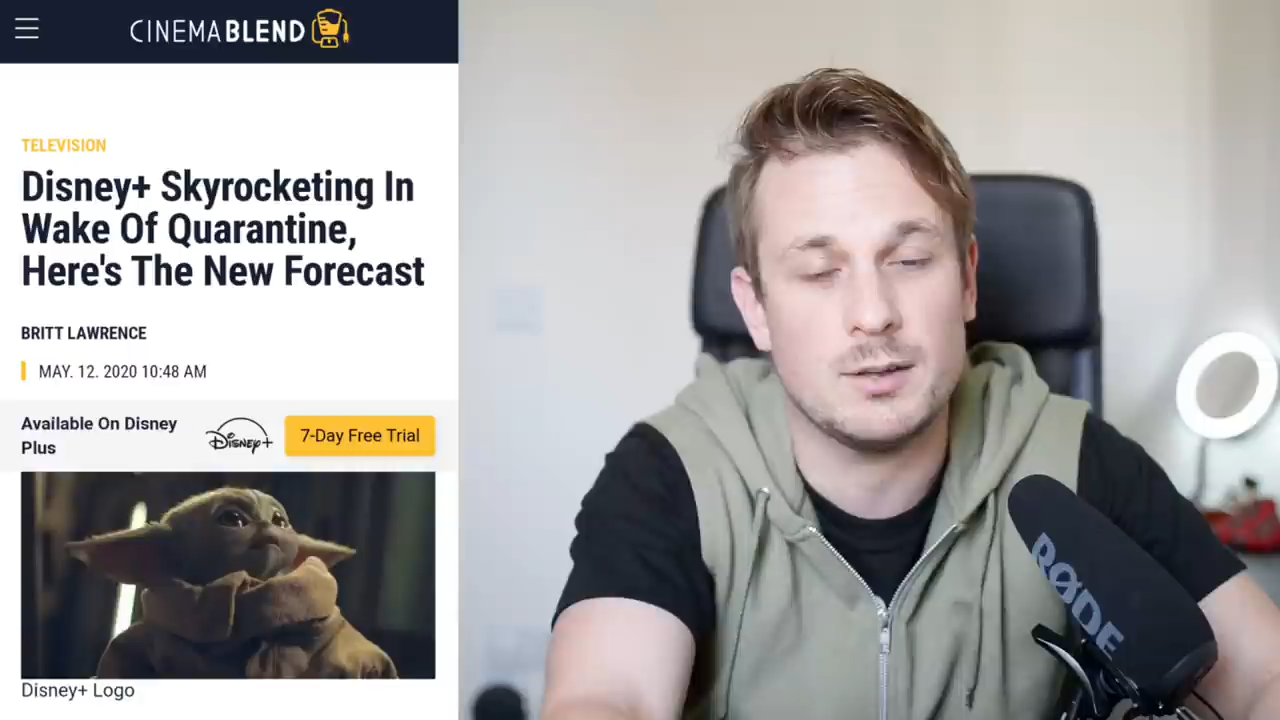 CINEMABLEND
TELEVISION
Disney+ Skyrocketing In
Wake Of Quarantine,
Here's The New Forecast
BRITT LAWRENCE
MAY. 12. 2020 10:48 AM
Available On Disney
Plus
Disney+
7-Day Free Trial
Disney+ Logo
RØDE